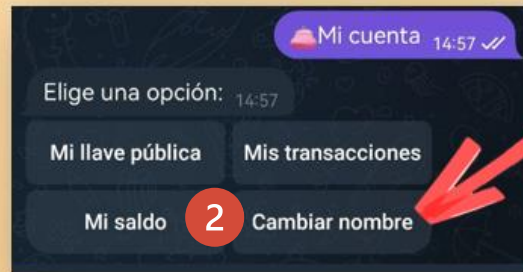 Mi cuenta 14:57
Elige una opción: 14:57
Mi llave pública Mis transacciones
Mi saldo 2 Cambiar nombre